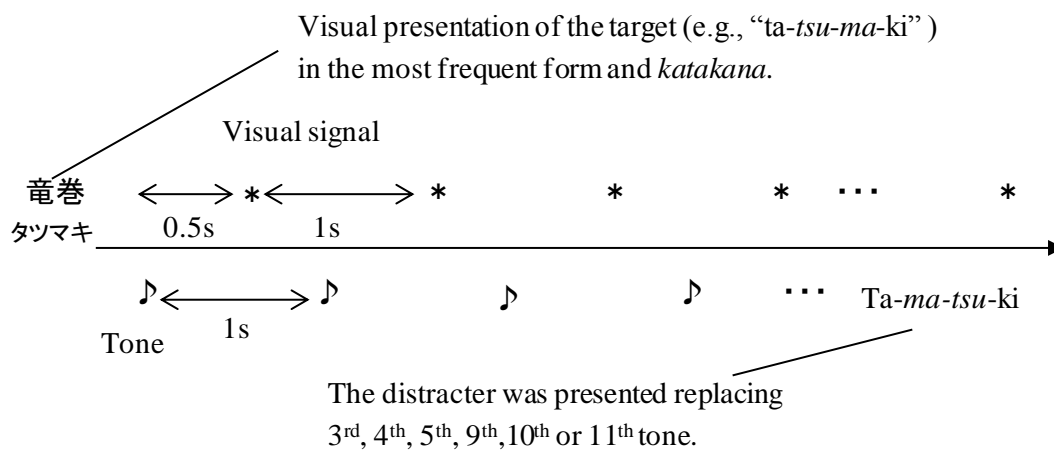 Visual presentation of the target (e.g., “ta-tsu-ma-ki” )
in the most frequent form and katakana.
Visual signal
竜巻 * * * * ･･･ *
タツマキ 0.5s 1s
♪ ♪ ♪ ♪ ･･･ Ta-ma-tsu-ki
1s
Tone
The distracter was presented replacing
3rd, 4th, 5th, 9th,10th or 11th tone.